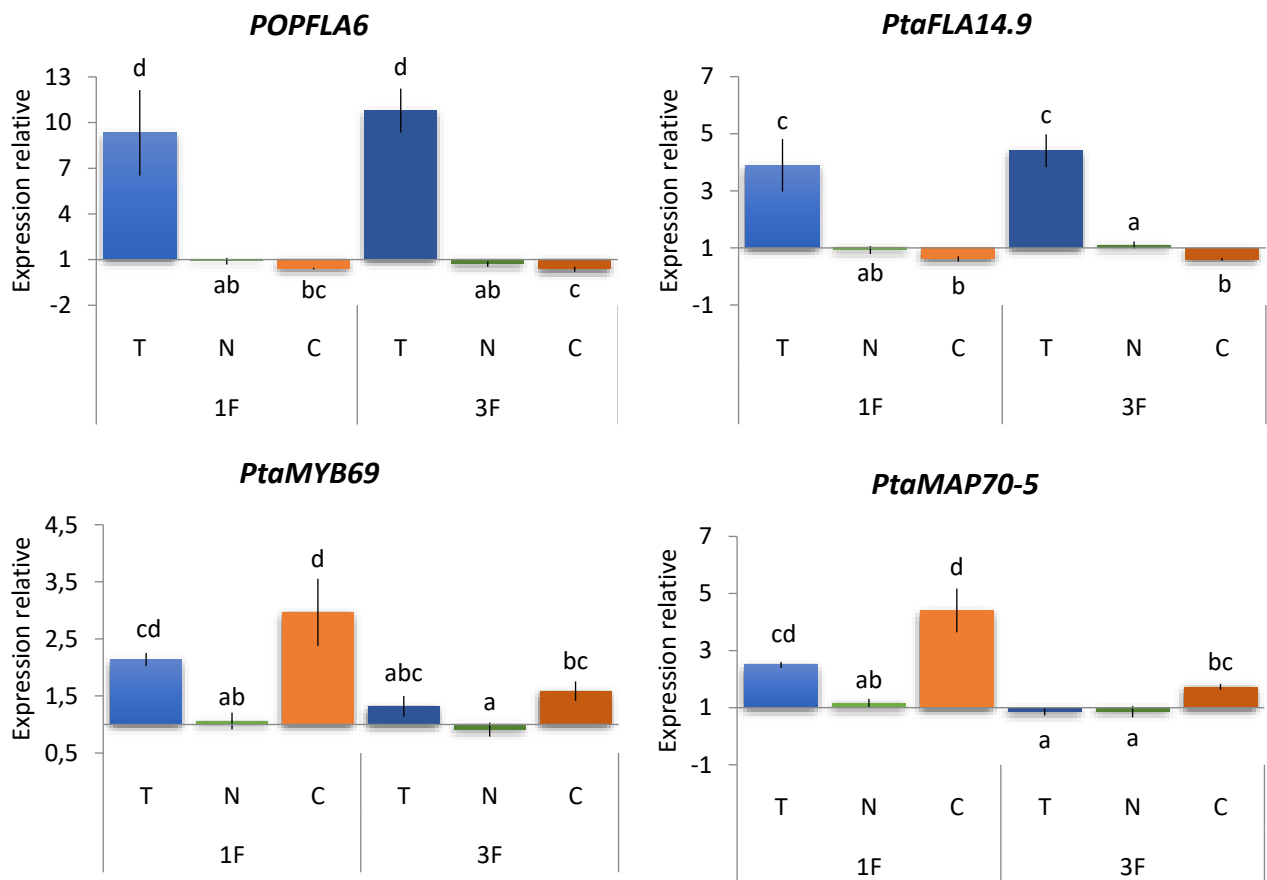 POPFLA6
Expression relative
13
10
7
4
1
-2
d
ab
bc
d
ab
c
T N C T N C
1F 3F
PtaFLA14.9
Expression relative
7
5
3
1
-1
c
ab
b
c
a
b
T N C T N C
1F 3F
PtaMYB69
Expression relative
4,5
3,5
2,5
1,5
0,5
cd
ab
d
abc
a
bc
T N C T N C
1F 3F
PtaMAP70-5
Expression relative
7
5
3
1
-1
cd
ab
d
a
a
bc
T N C T N C
1F 3F